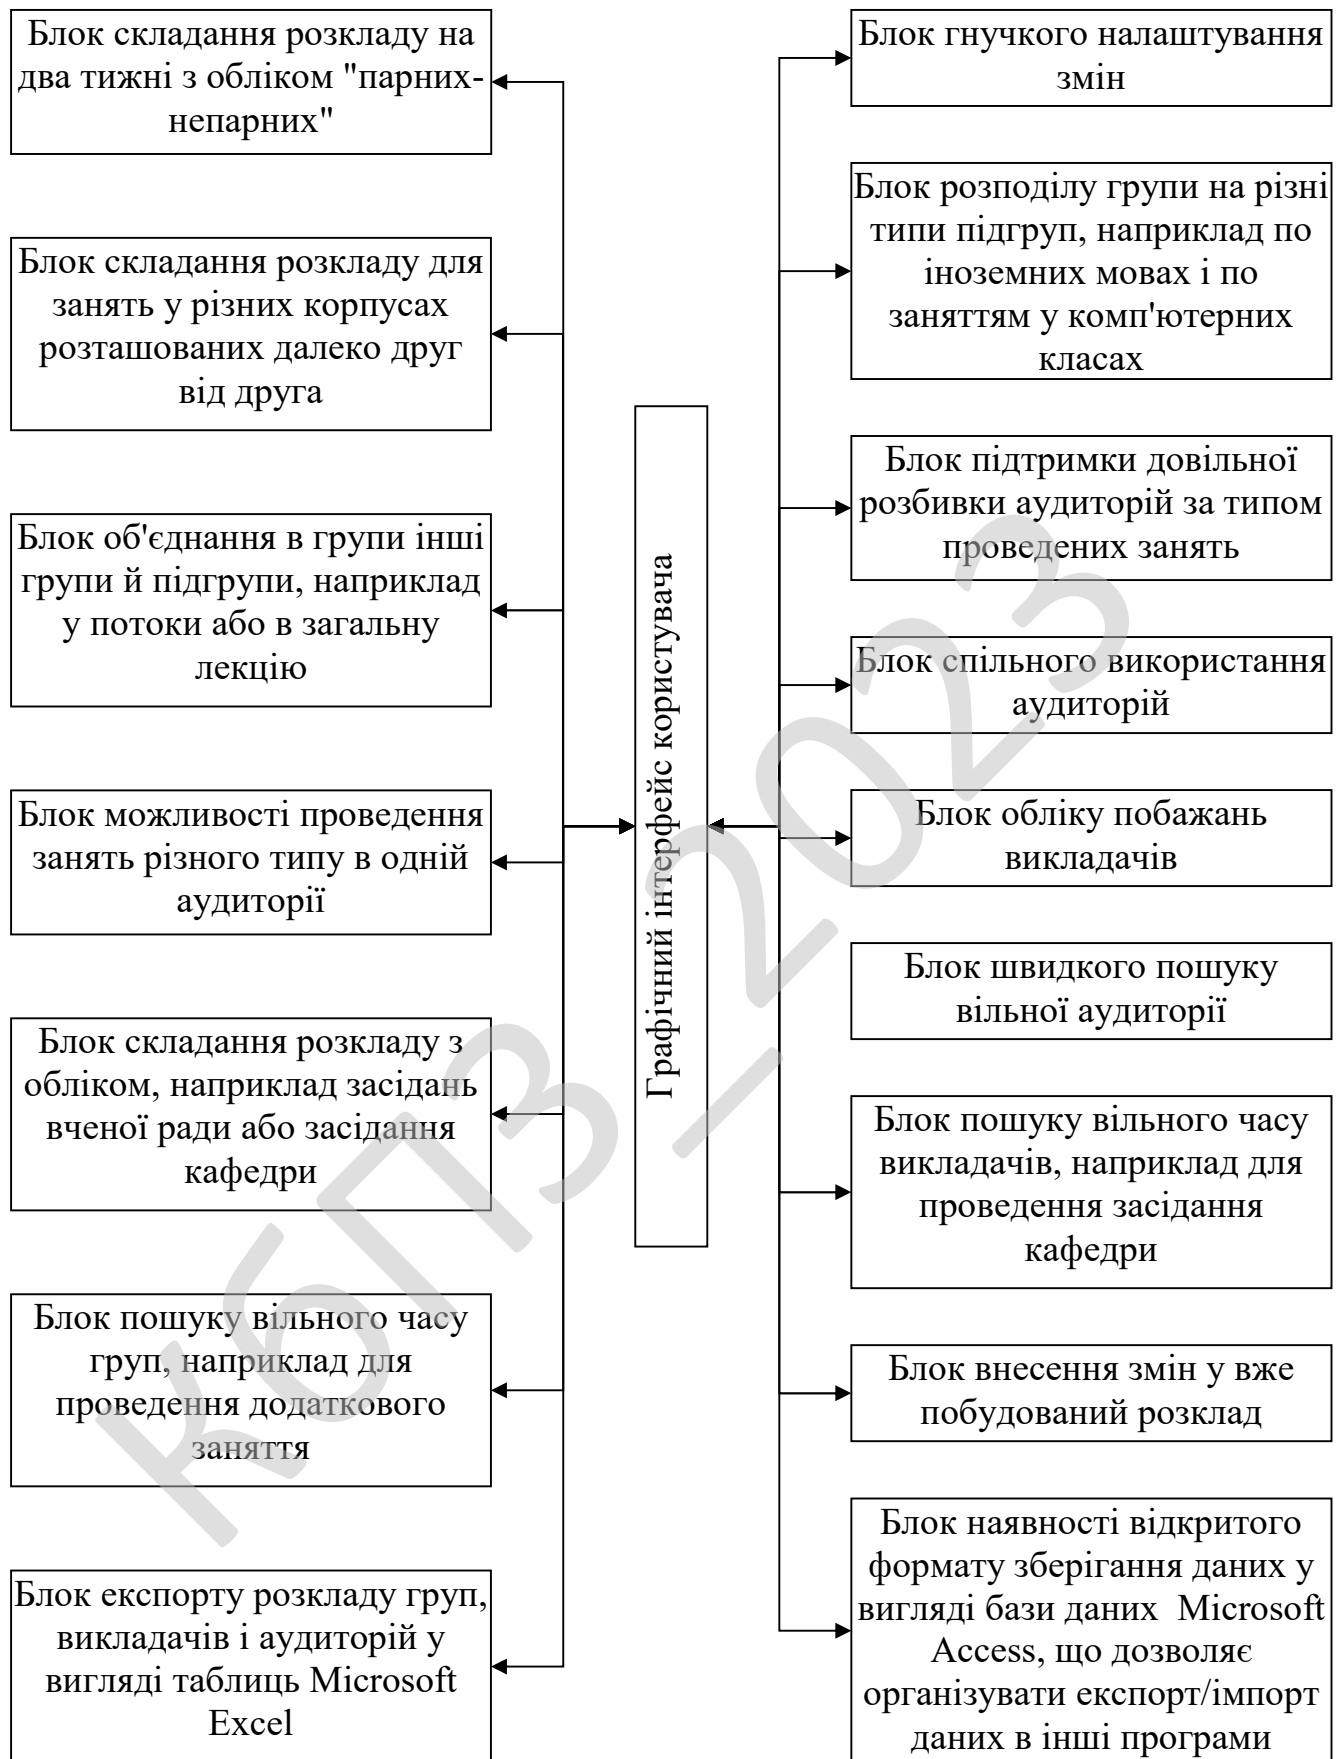 Блок складання розкладу на
два тижні з обліком "парних-
непарних"
Блок складання розкладу для
занять у різних корпусах
розташованих далеко друг
від друга
Блок об'єднання в групи інші
групи й підгрупи, наприклад
у потоки або в загальну
лекцію
Блок можливості проведення
занять різного типу в одній
аудиторії
Блок складання розкладу з
обліком, наприклад засідань
вченої ради або засідання
кафедри
Блок пошуку вільного часу
груп, наприклад для
проведення додаткового
заняття
Блок експорту розкладу груп,
викладачів і аудиторій у
вигляді таблиць Microsoft
Excel
Графічний інтерфейс користувача
Блок гнучкого налаштування
змін
Блок розподілу групи на різні
типи підгруп, наприклад по
іноземних мовах і по
заняттям у комп'ютерних
класах
Блок підтримки довільної
розбивки аудиторій за типом
проведених занять
Блок спільного використання
аудиторій
Блок обліку побажань
викладачів
Блок швидкого пошуку
вільної аудиторії
Блок пошуку вільного часу
викладачів, наприклад для
проведення засідання
кафедри
Блок внесення змін у вже
побудований розклад
Блок наявності відкритого
формату зберігання даних у
вигляді бази даних  Microsoft
Access, що дозволяє
організувати експорт/імпорт
даних в інші програми
КбПЗ_2023